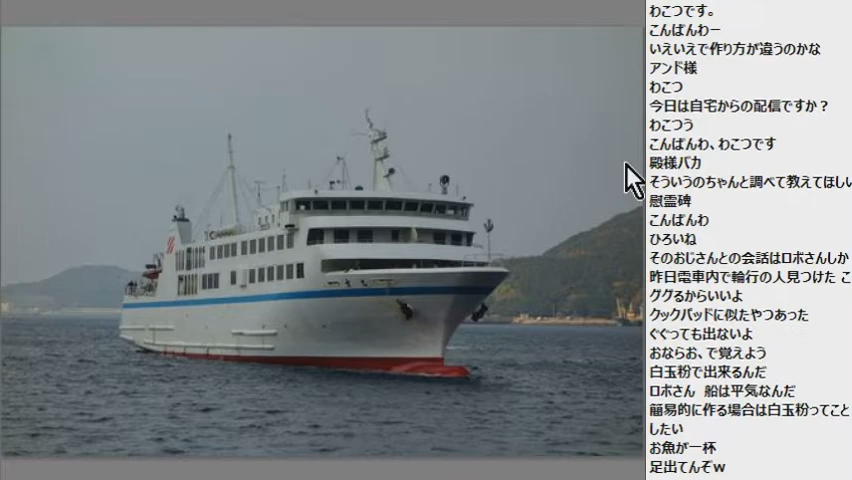 わこつです。
こんばんわー
いえいえで作り方が違うのかな
アンド様
わこつ
今日は自宅からの配信ですか？
わこつう
こんばんわ、わこつです
殿様バカ
そういうのちゃんと調べて教えてほしい
慰霊碑
こんばんわ
ひろいね
そのおじさんとの会話はロボさんしか
昨日電車内で輪行の人見つけた こ
ググるからいいよ
クックパッドに似たやつあった
ぐぐっても出ないよ
おならお、で覚えよう
白玉粉で出来るんだ
ロボさん　船は平気なんだ
簡易的に作る場合は白玉粉ってこと
したい
お魚が一杯
足出てんぞｗ